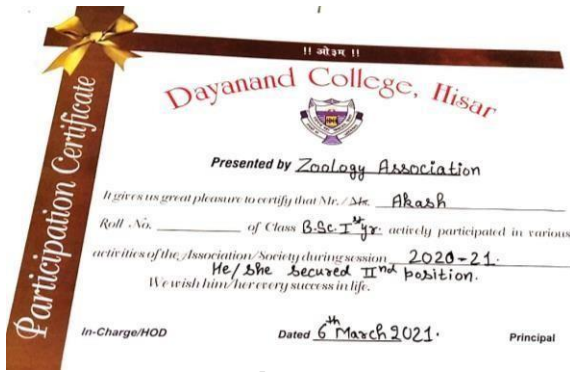 !! ओ३म् !!
Dayanand College, Hisar
Participation Certificate
Presented by Zoology Association
It gives us great pleasure to certify that Mr./Ms. Akash
Roll No. of Class B.Sc. Ist yr. actively participated in various
activities of the Association/Society during session 2020-21.
He/she secured IInd position.
We wish him/her every success in life.
In-Charge/HOD Dated 6th March 2021. Principal